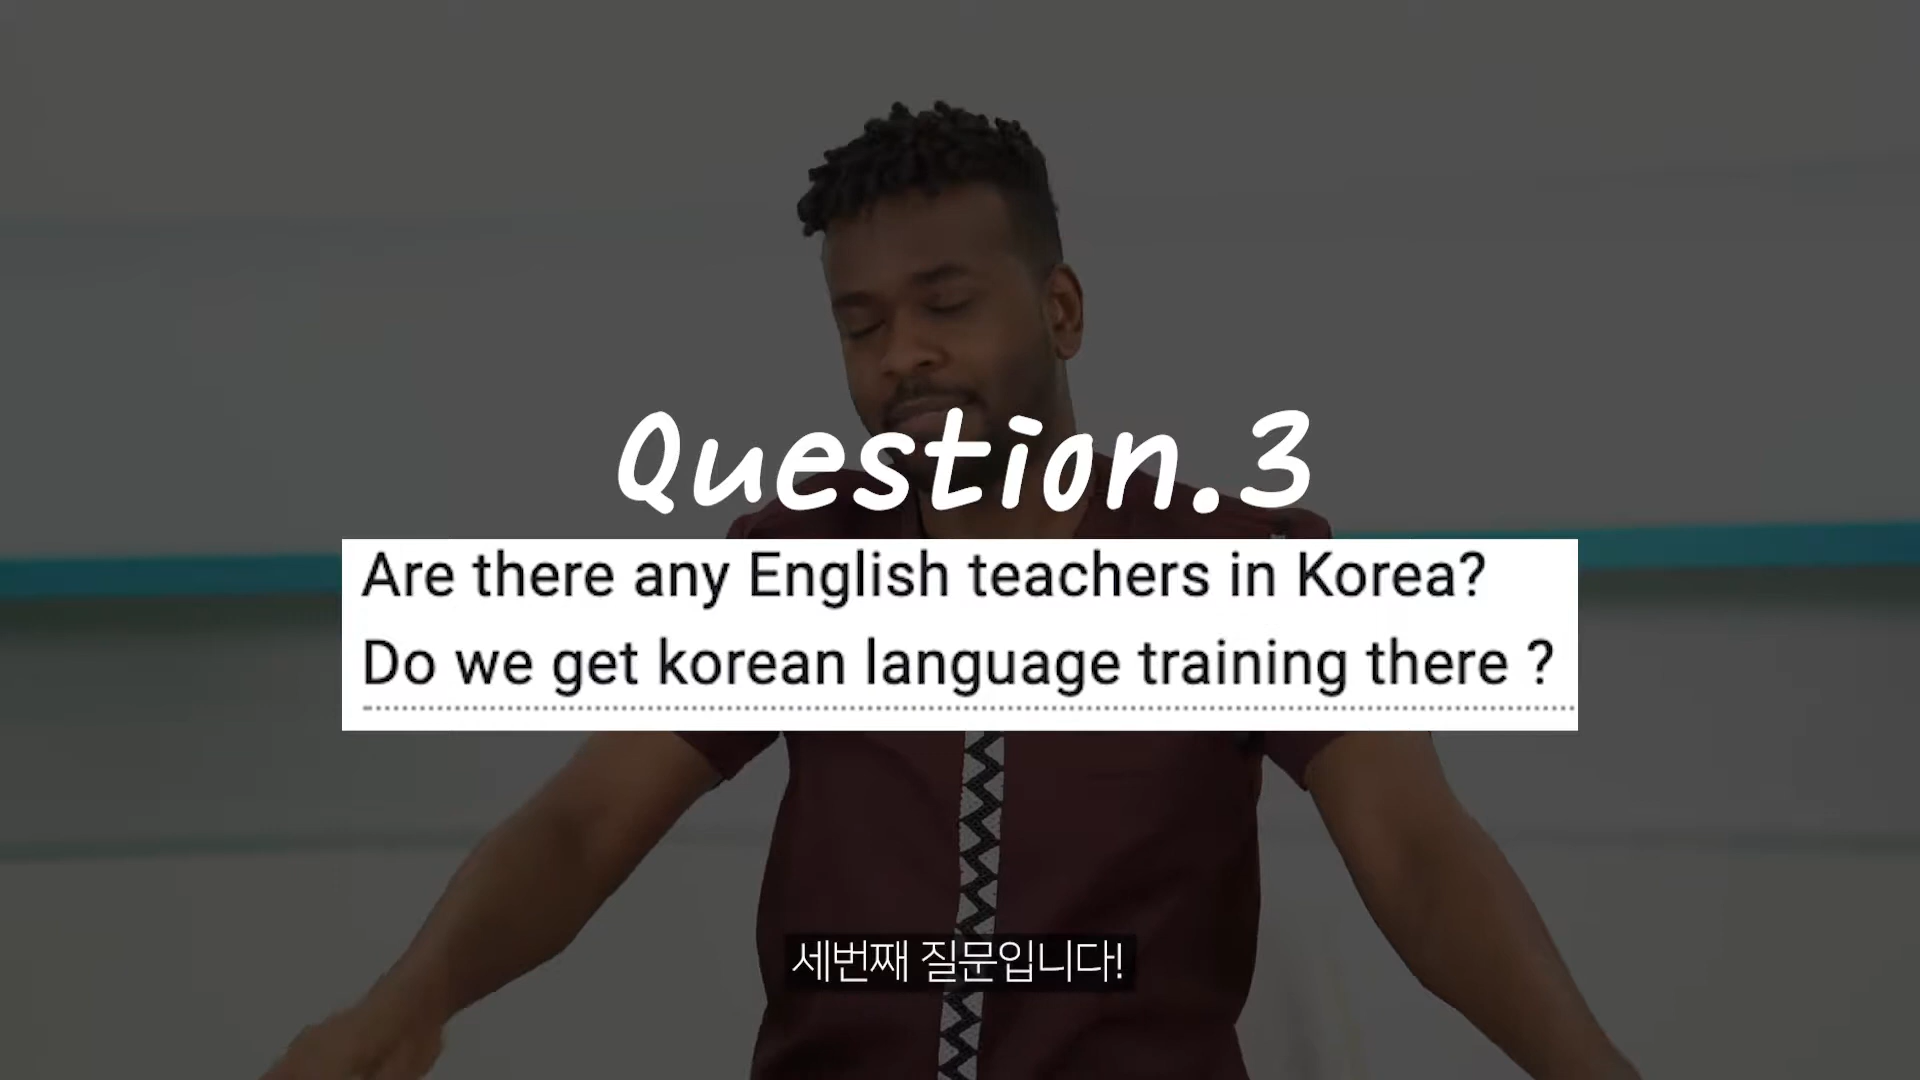 Question.3
Are there any English teachers in Korea?
Do we get korean language training there ?
세번째 질문입니다!